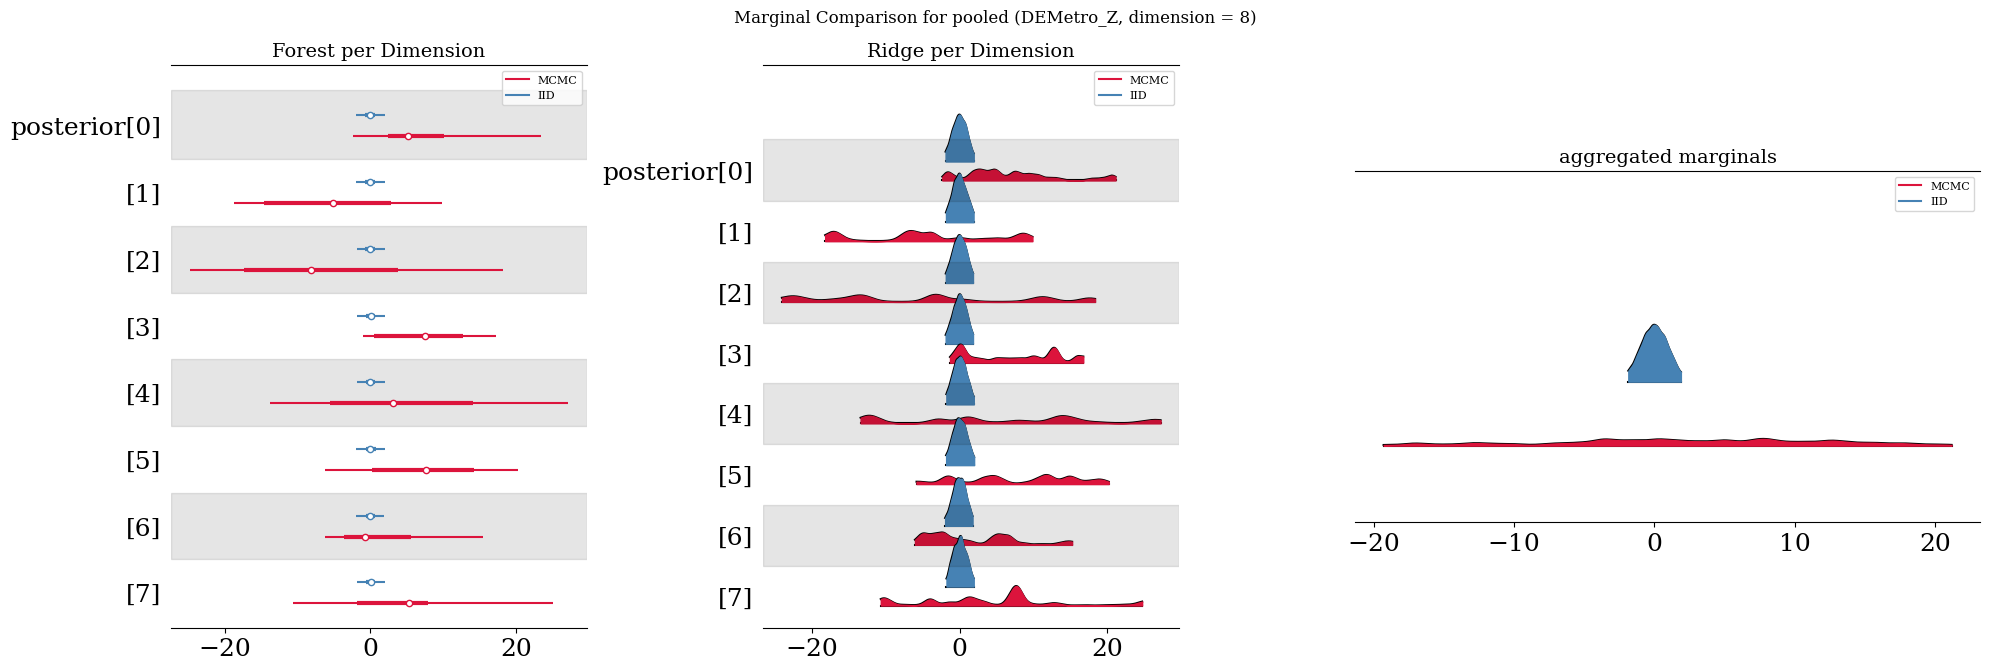 Marginal Comparison for pooled (DEMetro_Z, dimension = 8)
Forest per Dimension
MCMC
IID
posterior[0]
[1]
[2]
[3]
[4]
[5]
[6]
[7]
−20 0 20
Ridge per Dimension
MCMC
IID
posterior[0]
[1]
[2]
[3]
[4]
[5]
[6]
[7]
−20 0 20
aggregated marginals
MCMC
IID
−20 −10 0 10 20